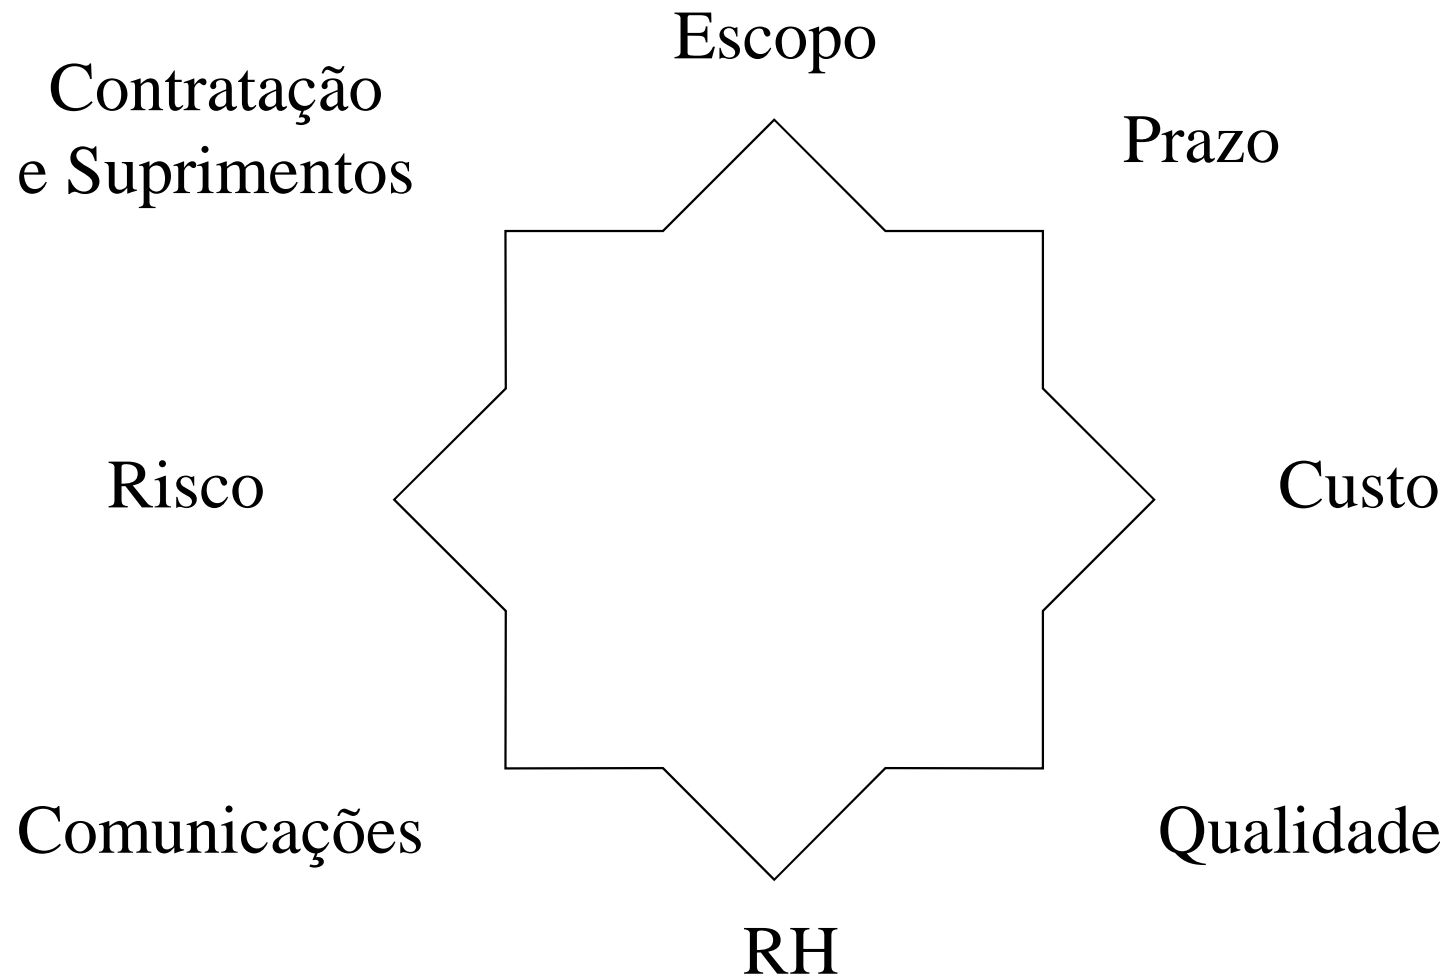 Escopo
Contratação
e Suprimentos
Prazo
Risco
Custo
Comunicações
Qualidade
RH